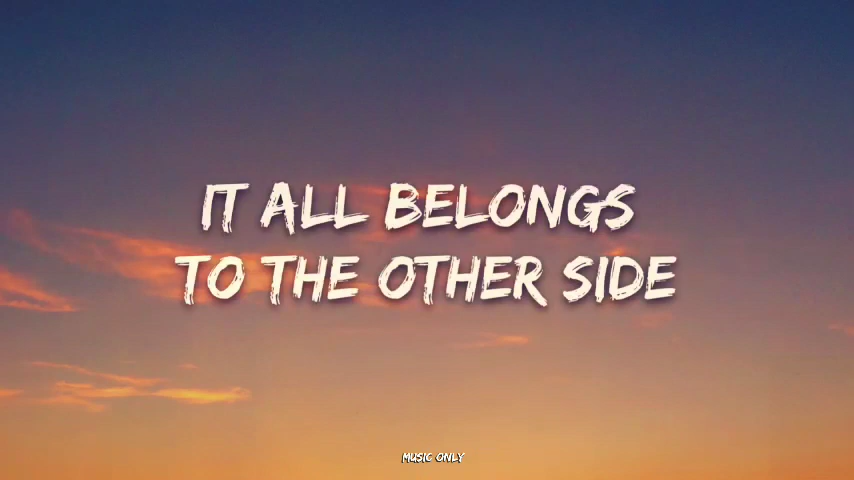 IT ALL BELONGS
TO THE OTHER SIDE
MUSIC ONLY